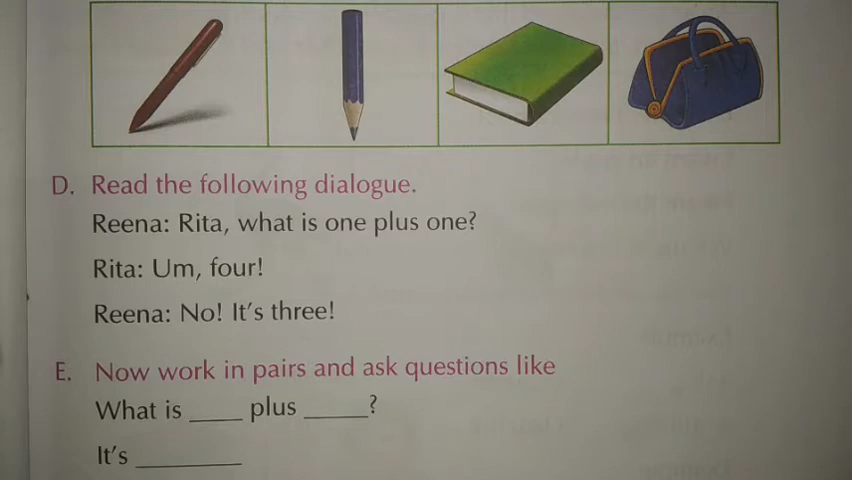 D. Read the following dialogue.
Reena: Rita, what is one plus one?
Rita: Um, four!
Reena: No! It's three!
E. Now work in pairs and ask questions like
What is ____ plus _____?
It's ________